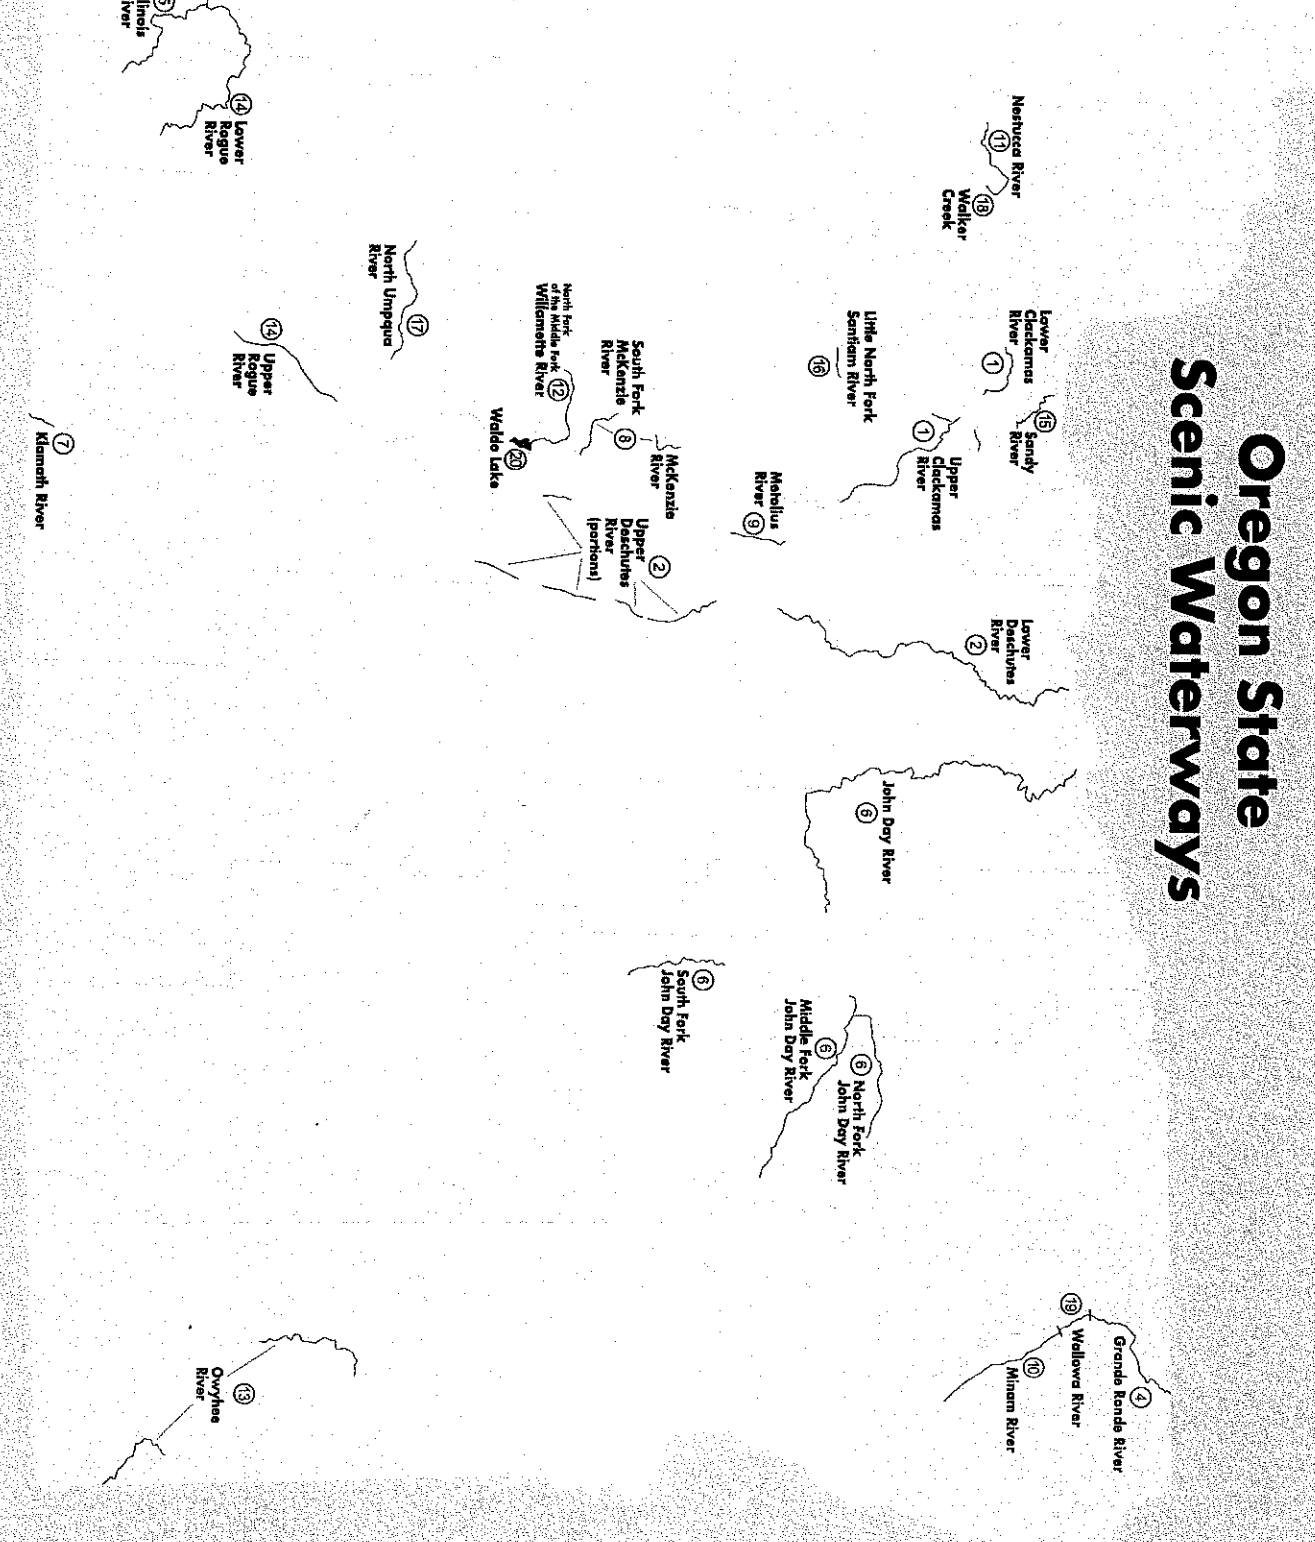 Oregon State
Scenic Waterways
Nestucca River
11
18
Walker
Creek
Lower
Clackamas
River
1
15
Sandy
River
Little North Fork
Santiam River
16
1
Upper
Clackamas
River
Metolius
River
9
Lower
Deschutes
River
2
South Fork
McKenzie
River
8
McKenzie
River
North Fork
of the Middle Fork
Willamette River
12
Waldo Lake
20
2
Upper
Deschutes
River
(portions)
North Umpqua
River
17
14
Upper
Rogue
River
14
Lower
Rogue
River
7
Klamath River
John Day River
6
6
South Fork
John Day River
6
Middle Fork
John Day River
6
North Fork
John Day River
19
Wallowa River
Grande Ronde River
4
10
Minam River
Owyhee
River
13